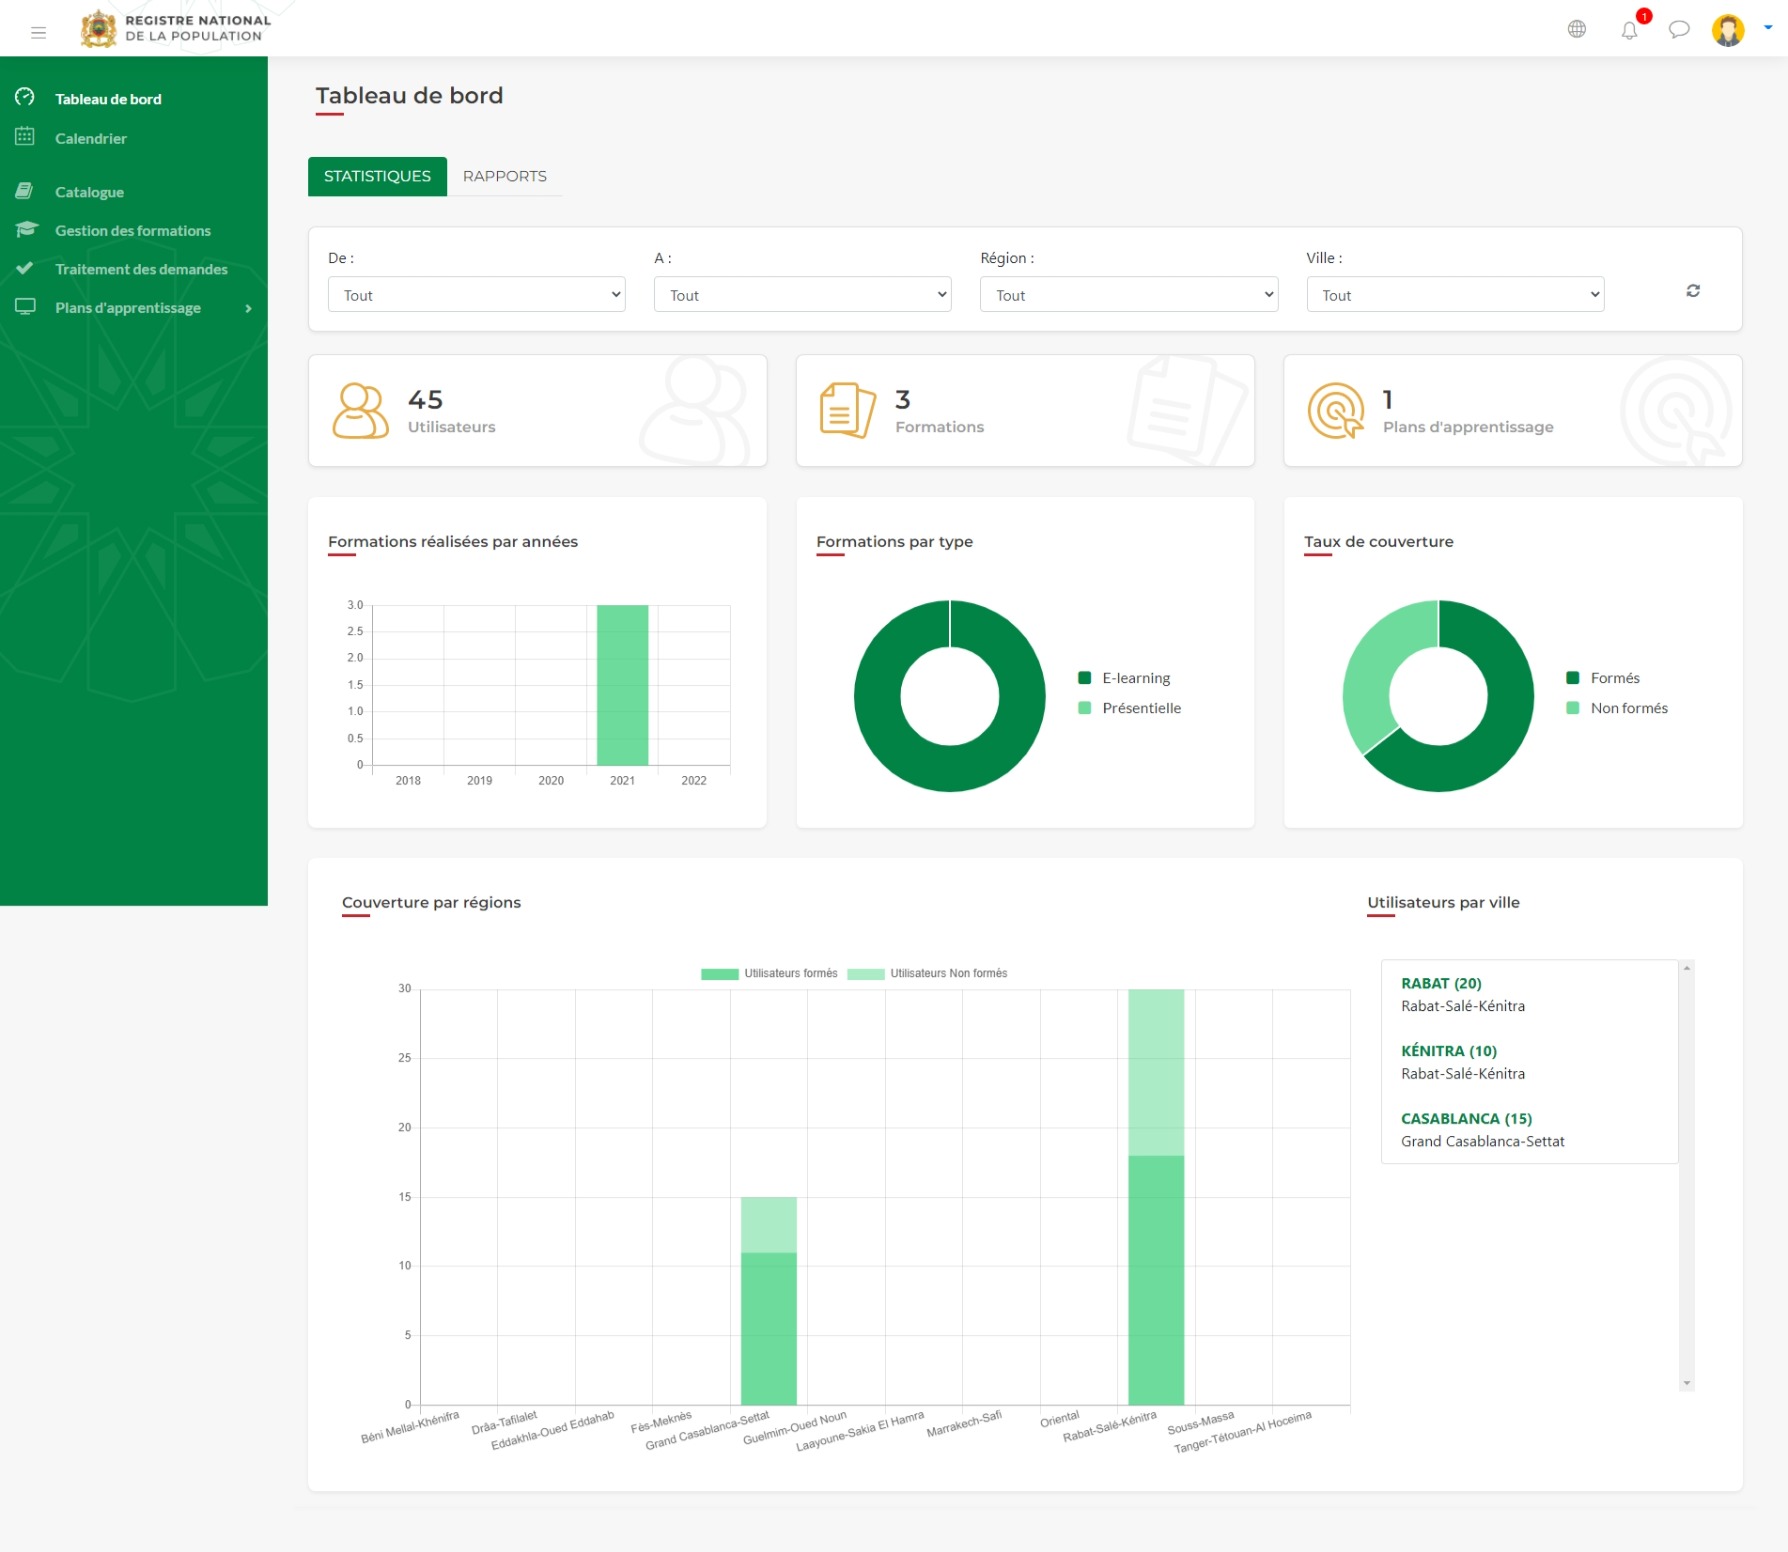 REGISTRE NATIONAL
DE LA POPULATION
1
Tableau de bord
Calendrier
Catalogue
Gestion des formations
Traitement des demandes
Plans d'apprentissage
Tableau de bord
STATISTIQUES
RAPPORTS
De :
A :
Région :
Ville :
Tout
Tout
Tout
Tout
45
Utilisateurs
3
Formations
1
Plans d'apprentissage
Formations réalisées par années
3.0
2.5
2.0
1.5
1.0
0.5
0
2018
2019
2020
2021
2022
Formations par type
E-learning
Présentielle
Taux de couverture
Formés
Non formés
Couverture par régions
Utilisateurs formés
Utilisateurs Non formés
30
25
20
15
10
5
0
Béni Mellal-Khénifra
Drâa-Tafilalet
Eddakhla-Oued Eddahab
Fès-Meknès
Grand Casablanca-Settat
Guelmim-Oued Noun
Laayoune-Sakia El Hamra
Marrakech-Safi
Oriental
Rabat-Salé-Kénitra
Souss-Massa
Tanger-Tétouan-Al Hoceima
Utilisateurs par ville
RABAT (20)
Rabat-Salé-Kénitra
KÉNITRA (10)
Rabat-Salé-Kénitra
CASABLANCA (15)
Grand Casablanca-Settat